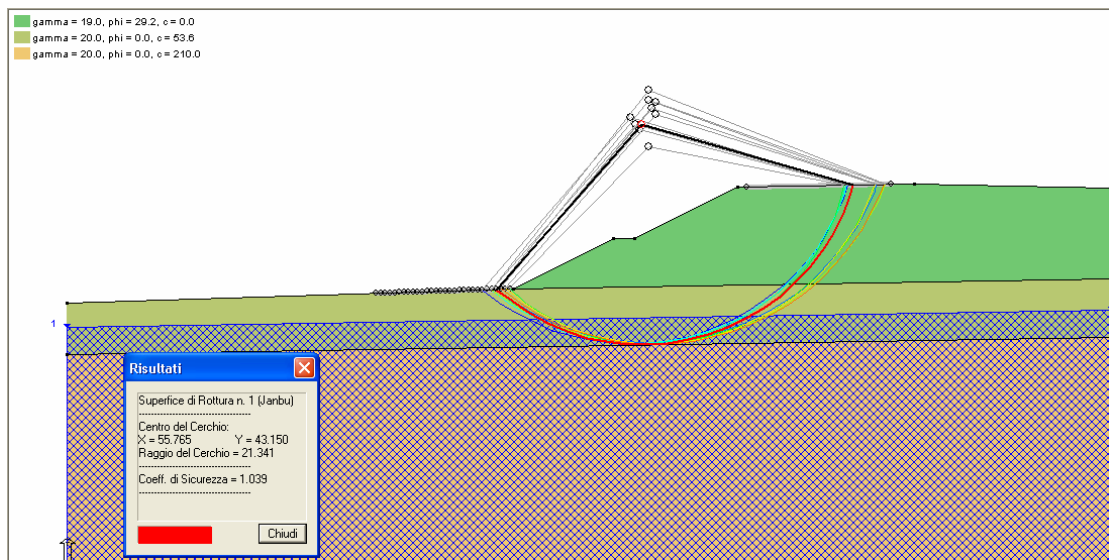 gamma = 19.0, phi = 29.2, c = 0.0
gamma = 20.0, phi = 0.0, c = 53.6
gamma = 20.0, phi = 0.0, c = 210.0
1
Risultati
Superfice di Rottura n. 1 (Janbu)
Centro del Cerchio:
X = 55.765 Y = 43.150
Raggio del Cerchio = 21.341
Coeff. di Sicurezza = 1.039
Chiudi